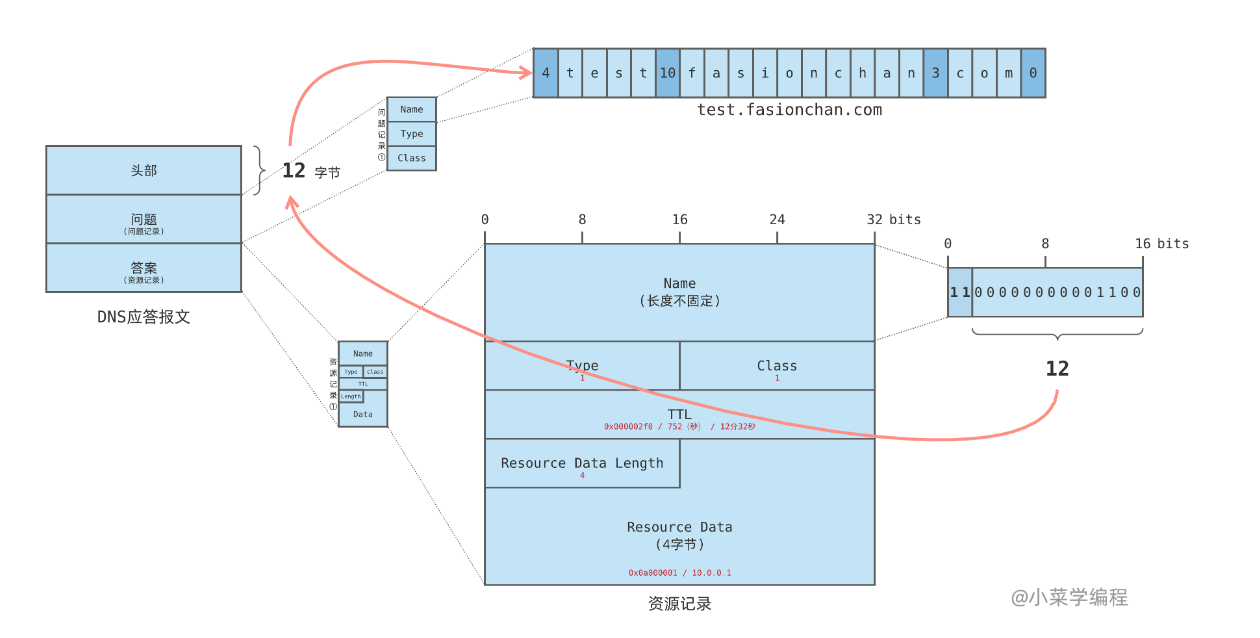 4 t e s t 10 f a s i o n c h a n 3 c o m 0
test.fasionchan.com
问题记录①
Name
Type
Class
头部
12 字节
问题
(问题记录)
答案
(资源记录)
DNS应答报文
0 8 16 24 32 bits
0 8 16 bits
Name
(长度不固定)
1 1 0 0 0 0 0 0 0 0 0 0 1 1 0 0
12
资源记录①
Name
Type Class
TTL
Length
Data
Type
1
Class
1
TTL
0x000002f0 / 752 (秒) / 12分32秒
Resource Data Length
4
Resource Data
(4字节)
0x0a000001 / 10.0.0.1
资源记录
@小菜学编程